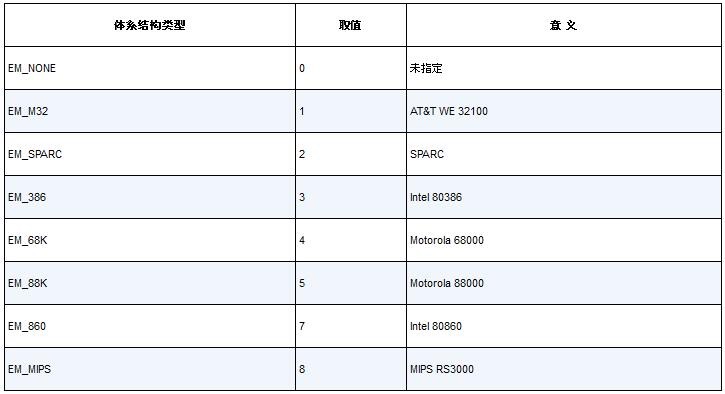 体系结构类型 取值 意 义
EM_NONE 0 未指定
EM_M32 1 AT&T WE 32100
EM_SPARC 2 SPARC
EM_386 3 Intel 80386
EM_68K 4 Motorola 68000
EM_88K 5 Motorola 88000
EM_860 7 Intel 80860
EM_MIPS 8 MIPS RS3000